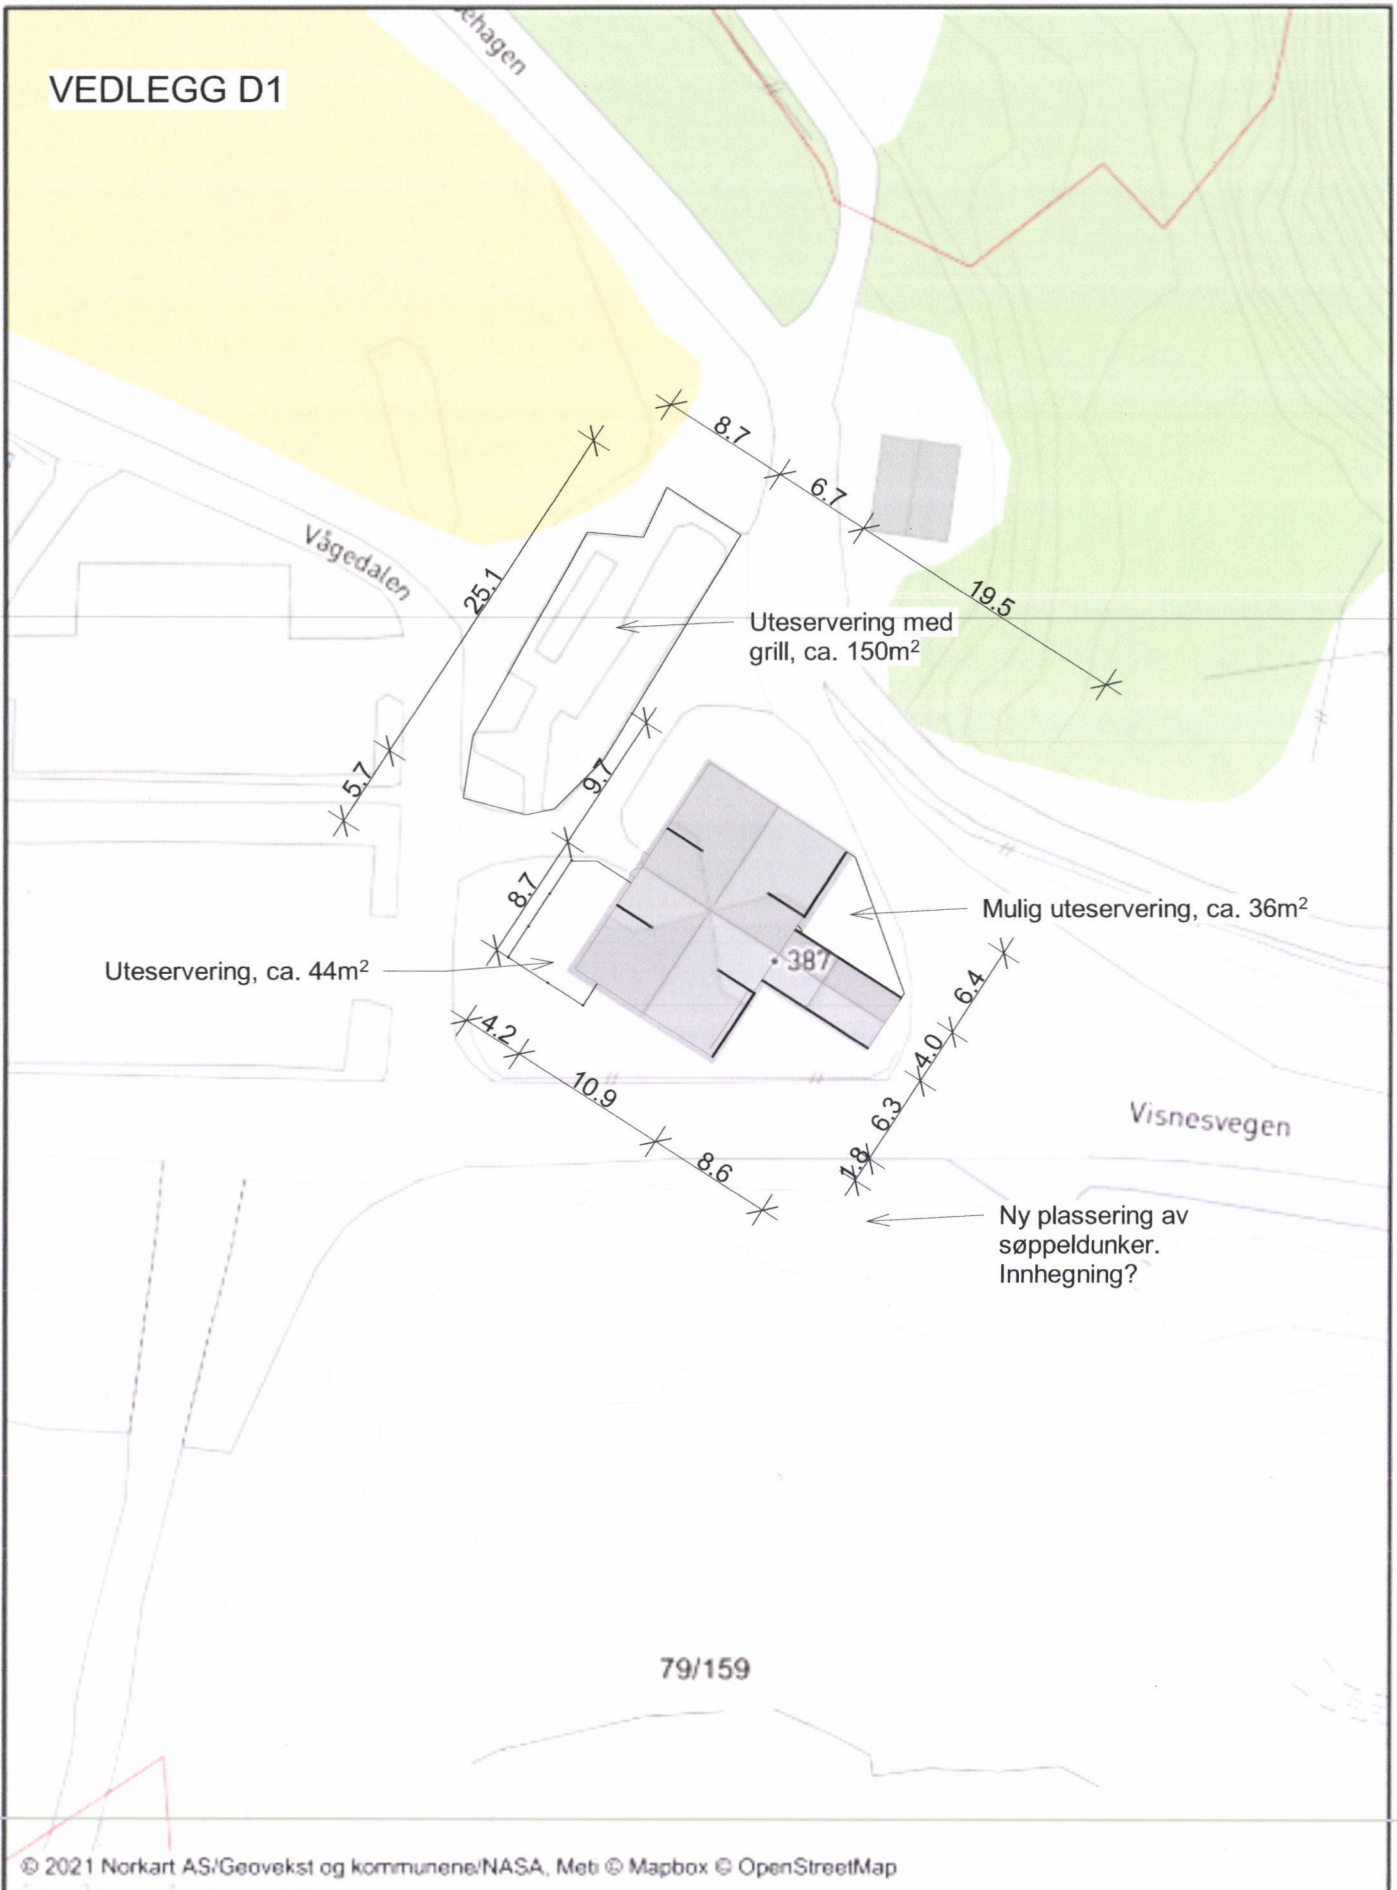 VEDLEGG D1
ehagen
8.7
6.7
19.5
25.1
5.7
Vågedalen
Uteservering med
grill, ca. 150m²
9.7
8.7
Mulig uteservering, ca. 36m²
387
Uteservering, ca. 44m²
6.4
4.0
6.3
1.8
4.2
10.9
8.6
Visnesvegen
Ny plassering av
søppeldunker.
Innhegning?
79/159
© 2021 Norkart AS/Geovekst og kommunene/NASA, Meti © Mapbox © OpenStreetMap